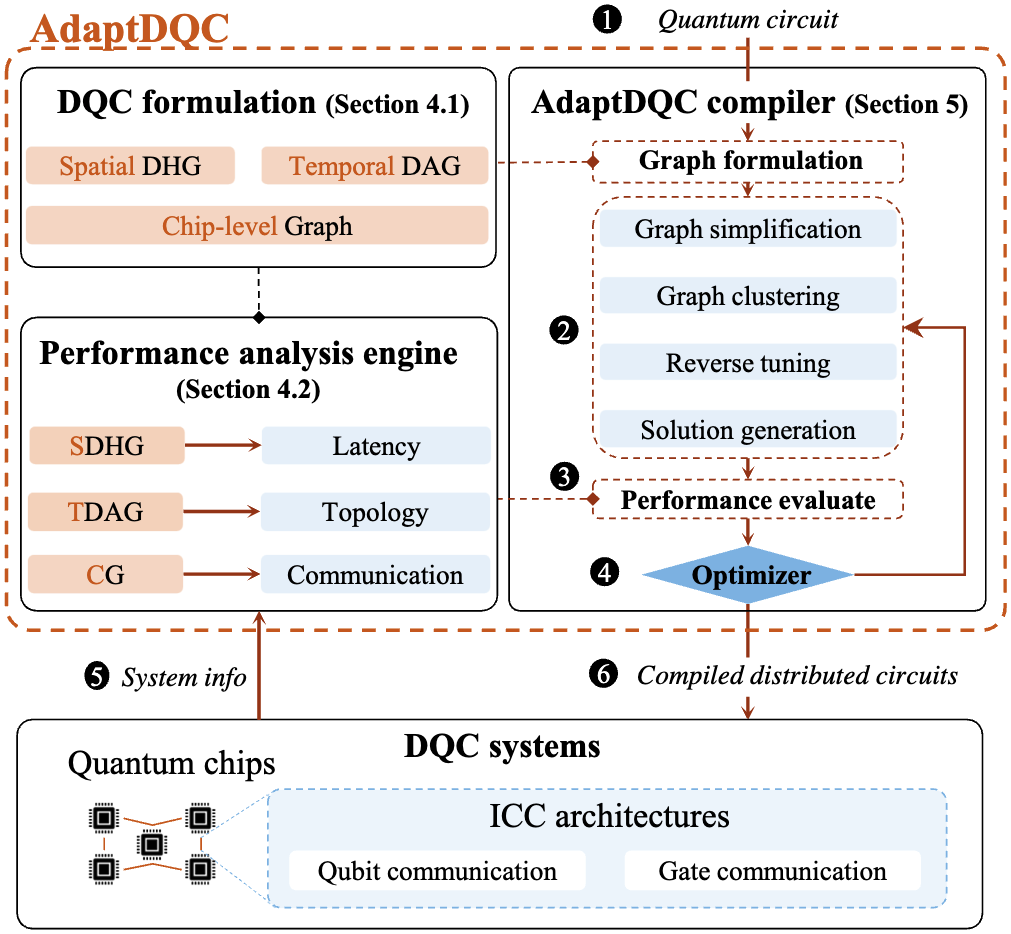 AdaptDQC
❶ Quantum circuit
DQC formulation (Section 4.1)
Spatial DHG
Temporal DAG
Chip-level Graph
Performance analysis engine
(Section 4.2)
SDHG
Latency
TDAG
Topology
CG
Communication
AdaptDQC compiler (Section 5)
Graph formulation
❷
Graph simplification
Graph clustering
Reverse tuning
Solution generation
❸
Performance evaluate
❹
Optimizer
❺ System info
❻ Compiled distributed circuits
DQC systems
Quantum chips
ICC architectures
Qubit communication
Gate communication